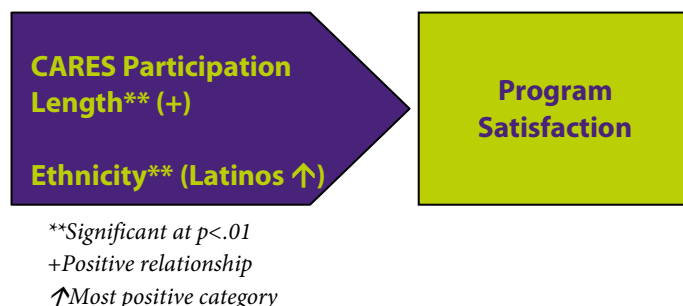 CARES Participation
Length** (+)
Ethnicity** (Latinos ↑)
Program
Satisfaction
**Significant at p<.01
+Positive relationship
↑Most positive category